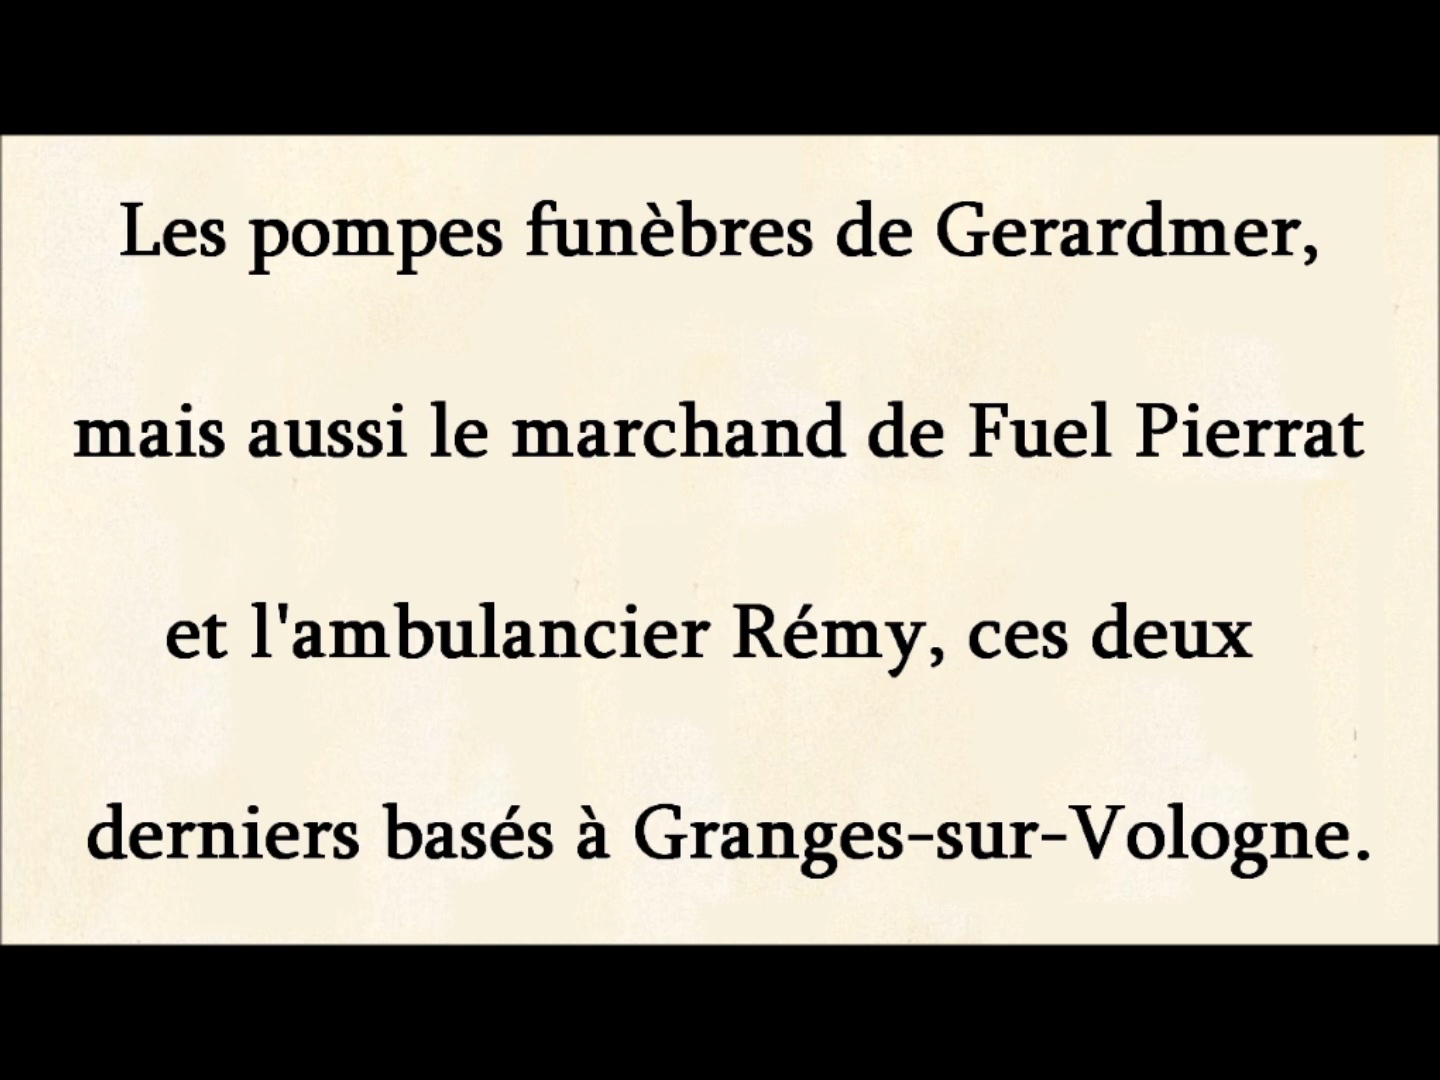 Les pompes funèbres de Gerardmer,
mais aussi le marchand de Fuel Pierrat
et l'ambulancier Rémy, ces deux
derniers basés à Granges-sur-Vologne.